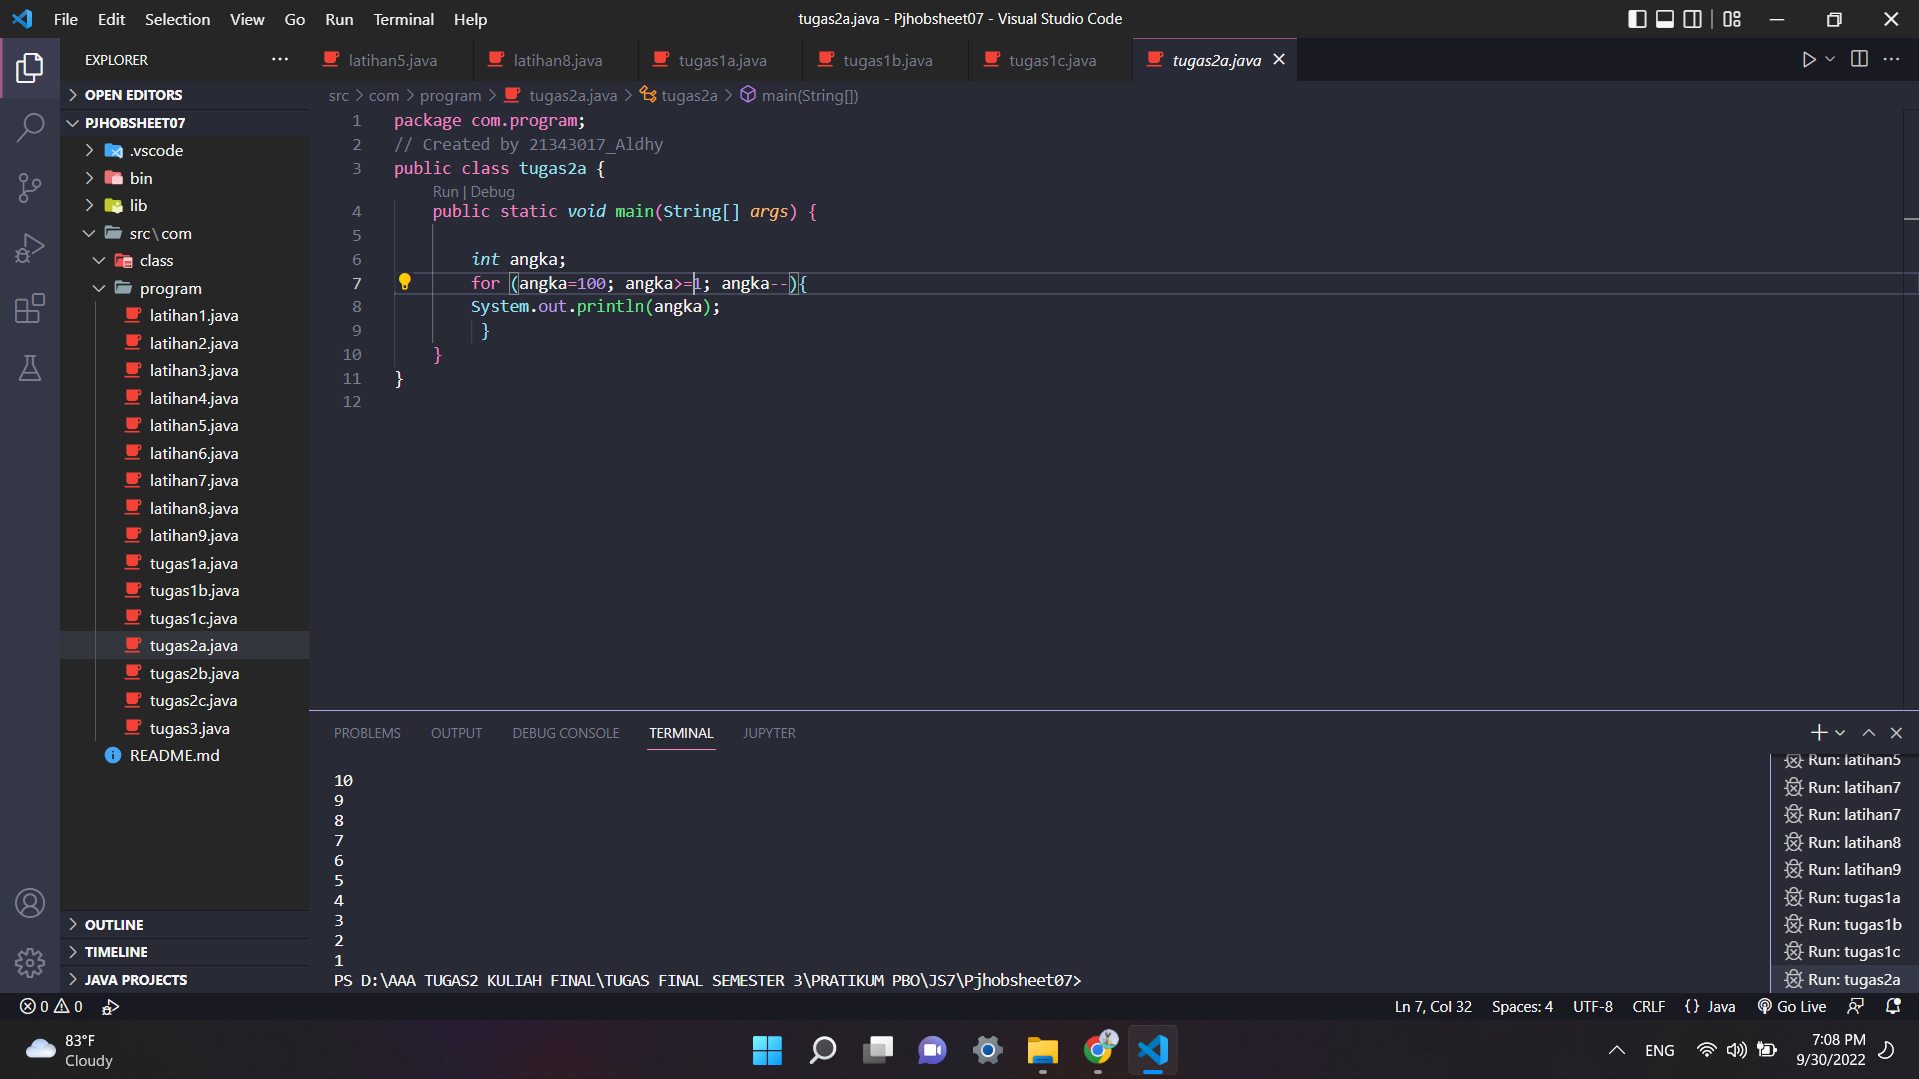 File Edit Selection View Go Run Terminal Help
tugas2a.java - Pjhobsheet07 - Visual Studio Code
EXPLORER
OPEN EDITORS
PJHOBSHEET07
.vscode
bin
lib
src\com
class
program
latihan1.java
latihan2.java
latihan3.java
latihan4.java
latihan5.java
latihan6.java
latihan7.java
latihan8.java
latihan9.java
tugas1a.java
tugas1b.java
tugas1c.java
tugas2a.java
tugas2b.java
tugas2c.java
tugas3.java
README.md
OUTLINE
TIMELINE
JAVA PROJECTS
latihan5.java latihan8.java tugas1a.java tugas1b.java tugas1c.java tugas2a.java
src > com > program > tugas2a.java > tugas2a > main(String[])
1 package com.program;
2 // Created by 21343017_Aldhy
3 public class tugas2a {
Run | Debug
4 public static void main(String[] args) {
5
6 int angka;
7 for (angka=100; angka>=1; angka--){
8 System.out.println(angka);
9 }
10 }
11 }
12
PROBLEMS OUTPUT DEBUG CONSOLE TERMINAL JUPYTER
10
9
8
7
6
5
4
3
2
1
PS D:\AAA TUGAS2 KULIAH FINAL\TUGAS FINAL SEMESTER 3\PRATIKUM PBO\JS7\Pjhobsheet07>
Run: latihan5
Run: latihan7
Run: latihan7
Run: latihan8
Run: latihan9
Run: tugas1a
Run: tugas1b
Run: tugas1c
Run: tugas2a
0 0
Ln 7, Col 32 Spaces: 4 UTF-8 CRLF {} Java Go Live
83°F
Cloudy
ENG
7:08 PM
9/30/2022